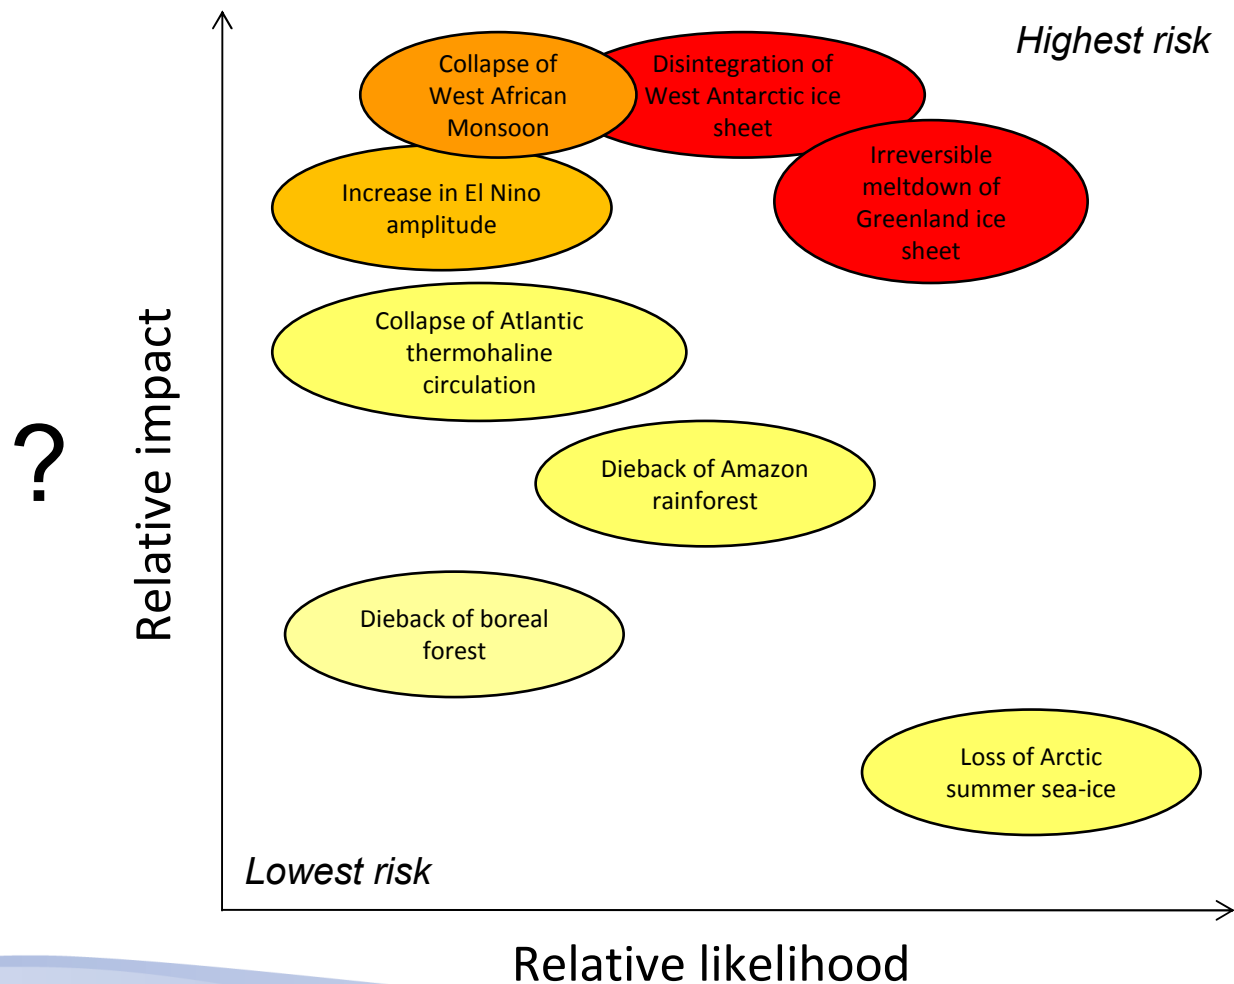 Highest risk
Collapse of
West African
Monsoon
Disintegration of
West Antarctic ice
sheet
Irreversible
meltdown of
Greenland ice
sheet
Increase in El Nino
amplitude
Collapse of Atlantic
thermohaline
circulation
?
Relative impact
Dieback of Amazon
rainforest
Dieback of boreal
forest
Loss of Arctic
summer sea-ice
Lowest risk
Relative likelihood